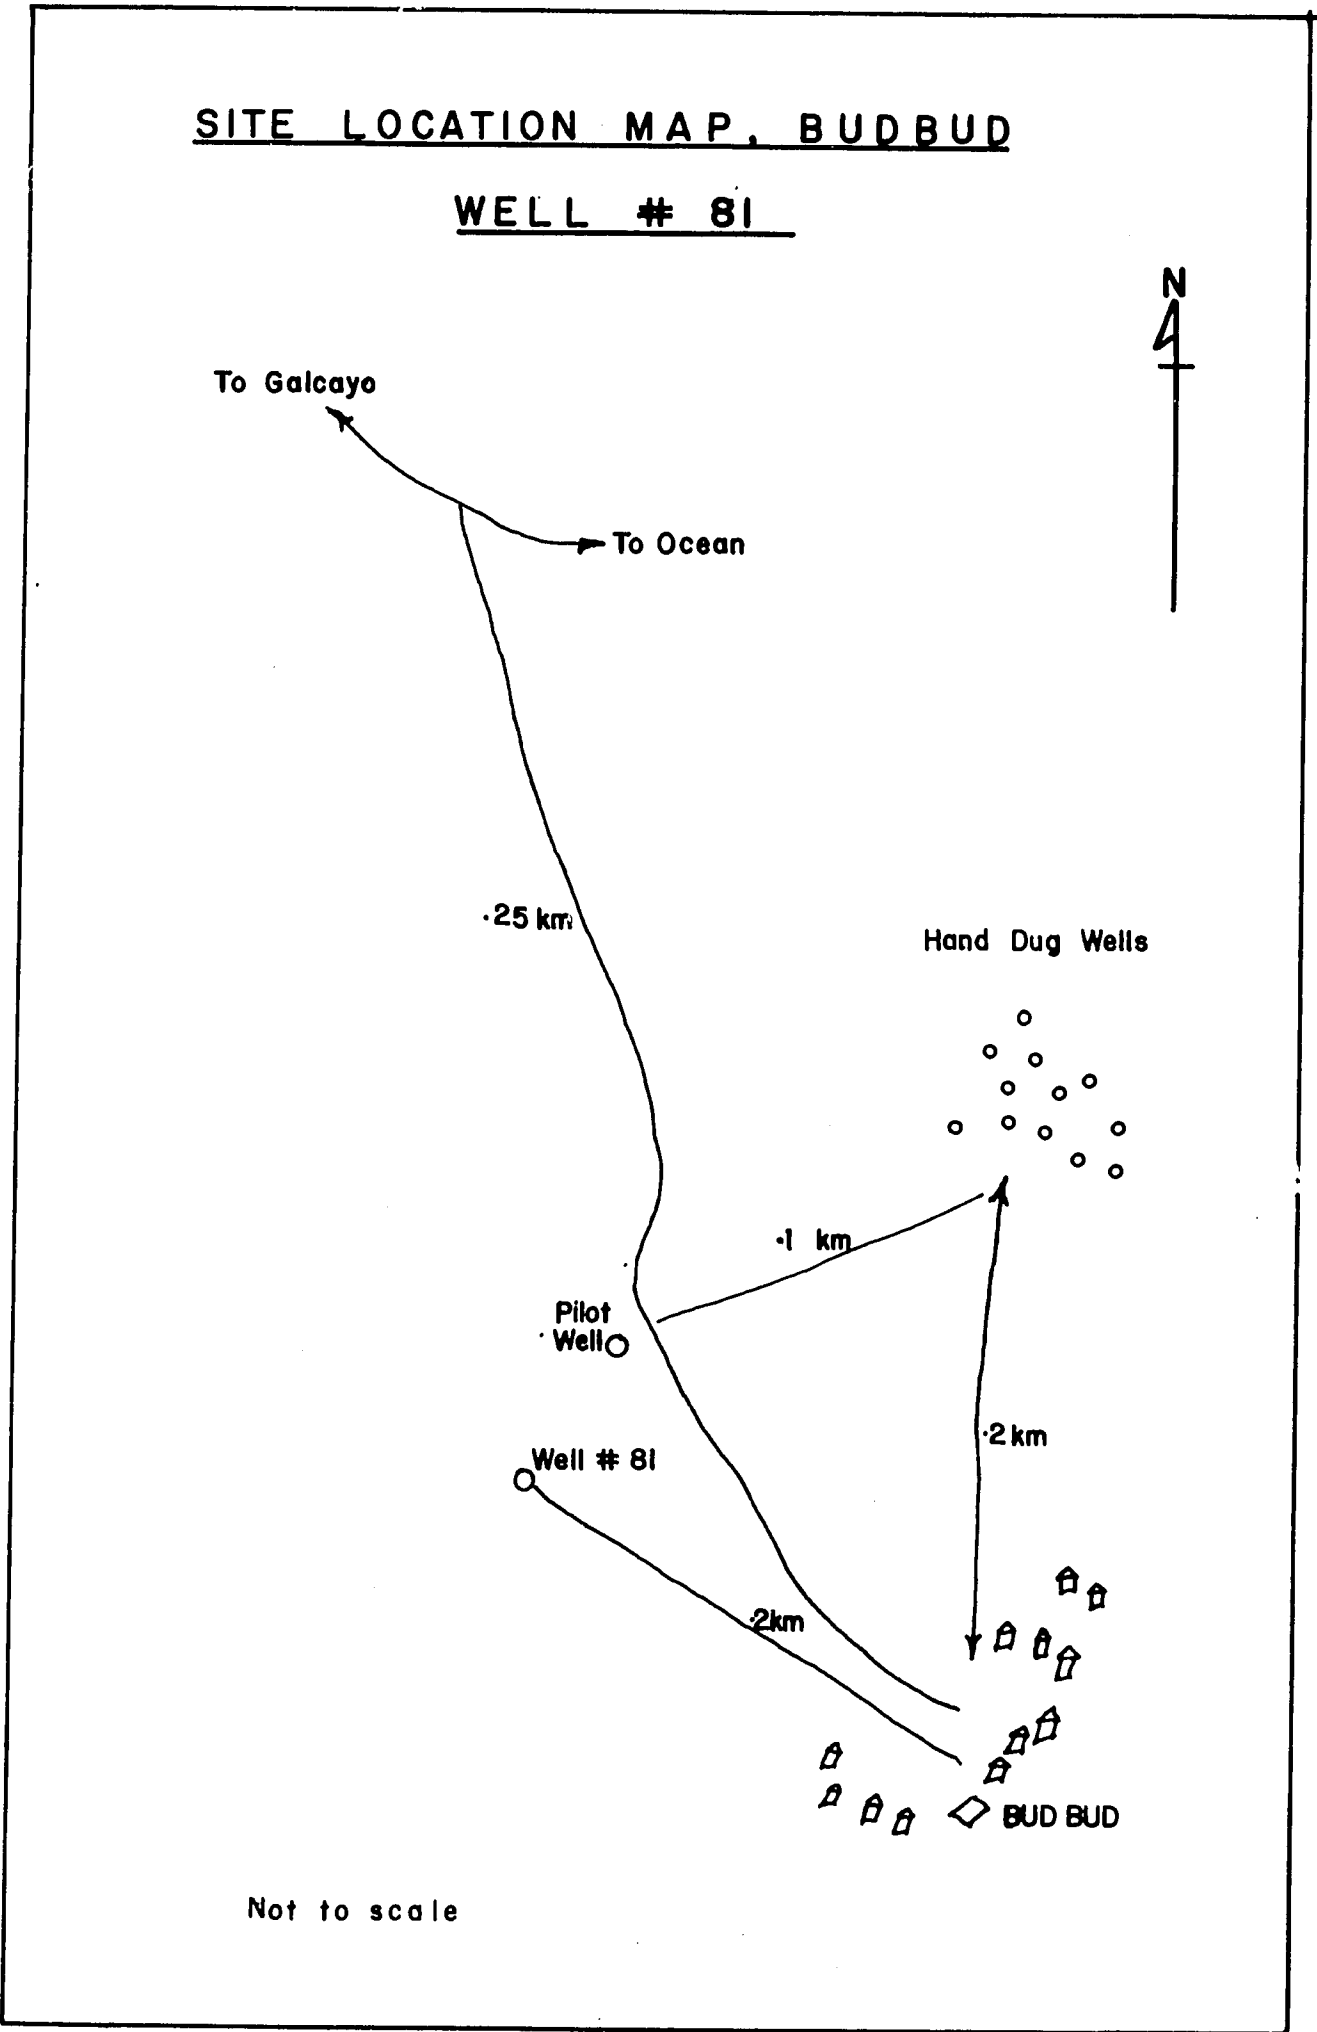 SITE LOCATION MAP, BUDBUD
WELL # 81
N
To Galcayo
To Ocean
.25 km
Hand Dug Wells
.1 km
Pilot
Well
.2 km
Well # 81
.2km
BUD BUD
Not to scale